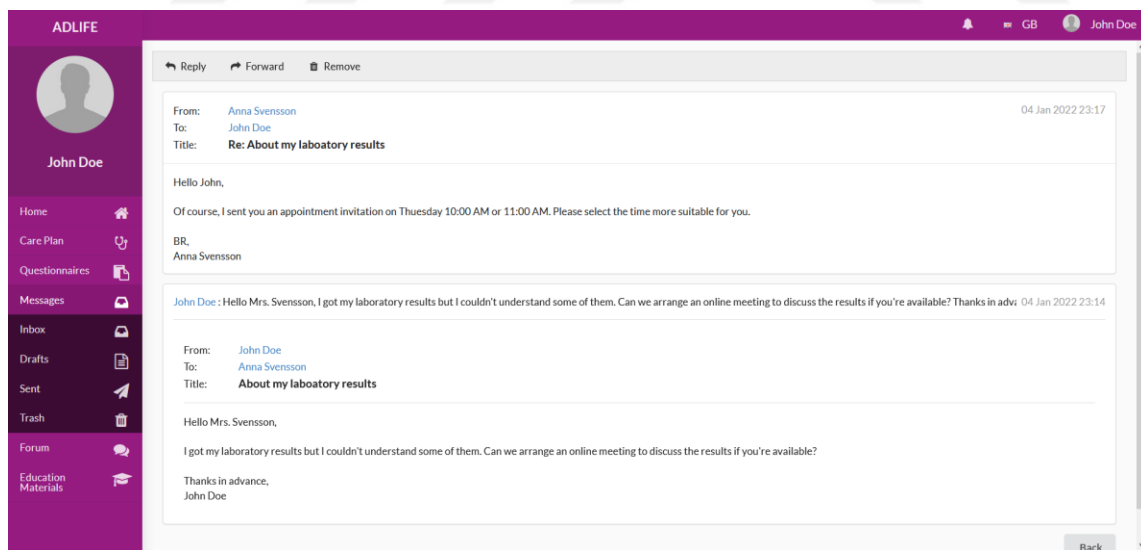 ADLIFE
GB
John Doe
John Doe
Home
Care Plan
Questionnaires
Messages
Inbox
Drafts
Sent
Trash
Forum
Education
Materials
Reply Forward Remove
From: Anna Svensson 04 Jan 2022 23:17
To: John Doe
Title: Re: About my laboatory results
Hello John,
Of course, I sent you an appointment invitation on Thuesday 10:00 AM or 11:00 AM. Please select the time more suitable for you.
BR,
Anna Svensson
John Doe : Hello Mrs. Svensson, I got my laboratory results but I couldn't understand some of them. Can we arrange an online meeting to discuss the results if you're available? Thanks in adv 04 Jan 2022 23:14
From: John Doe
To: Anna Svensson
Title: About my laboatory results
Hello Mrs. Svensson,
I got my laboratory results but I couldn't understand some of them. Can we arrange an online meeting to discuss the results if you're available?
Thanks in advance,
John Doe
Back